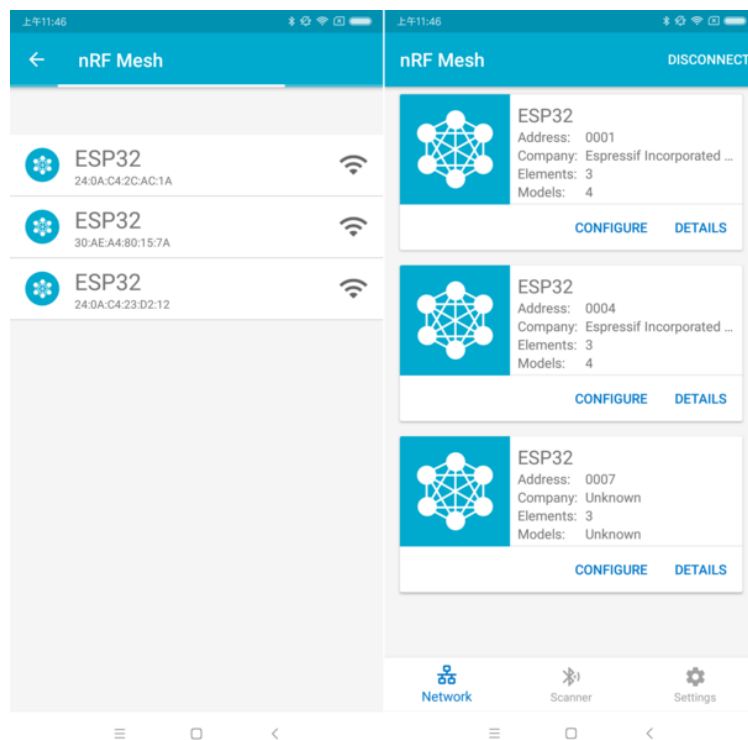 上午11:46
nRF Mesh
ESP32
24:0A:C4:2C:AC:1A
ESP32
30:AE:A4:80:15:7A
ESP32
24:0A:C4:23:D2:12
上午11:46
nRF Mesh
DISCONNECT
ESP32
Address: 0001
Company: Espressif Incorporated ...
Elements: 3
Models: 4
CONFIGURE DETAILS
ESP32
Address: 0004
Company: Espressif Incorporated ...
Elements: 3
Models: 4
CONFIGURE DETAILS
ESP32
Address: 0007
Company: Unknown
Elements: 3
Models: Unknown
CONFIGURE DETAILS
Network Scanner Settings